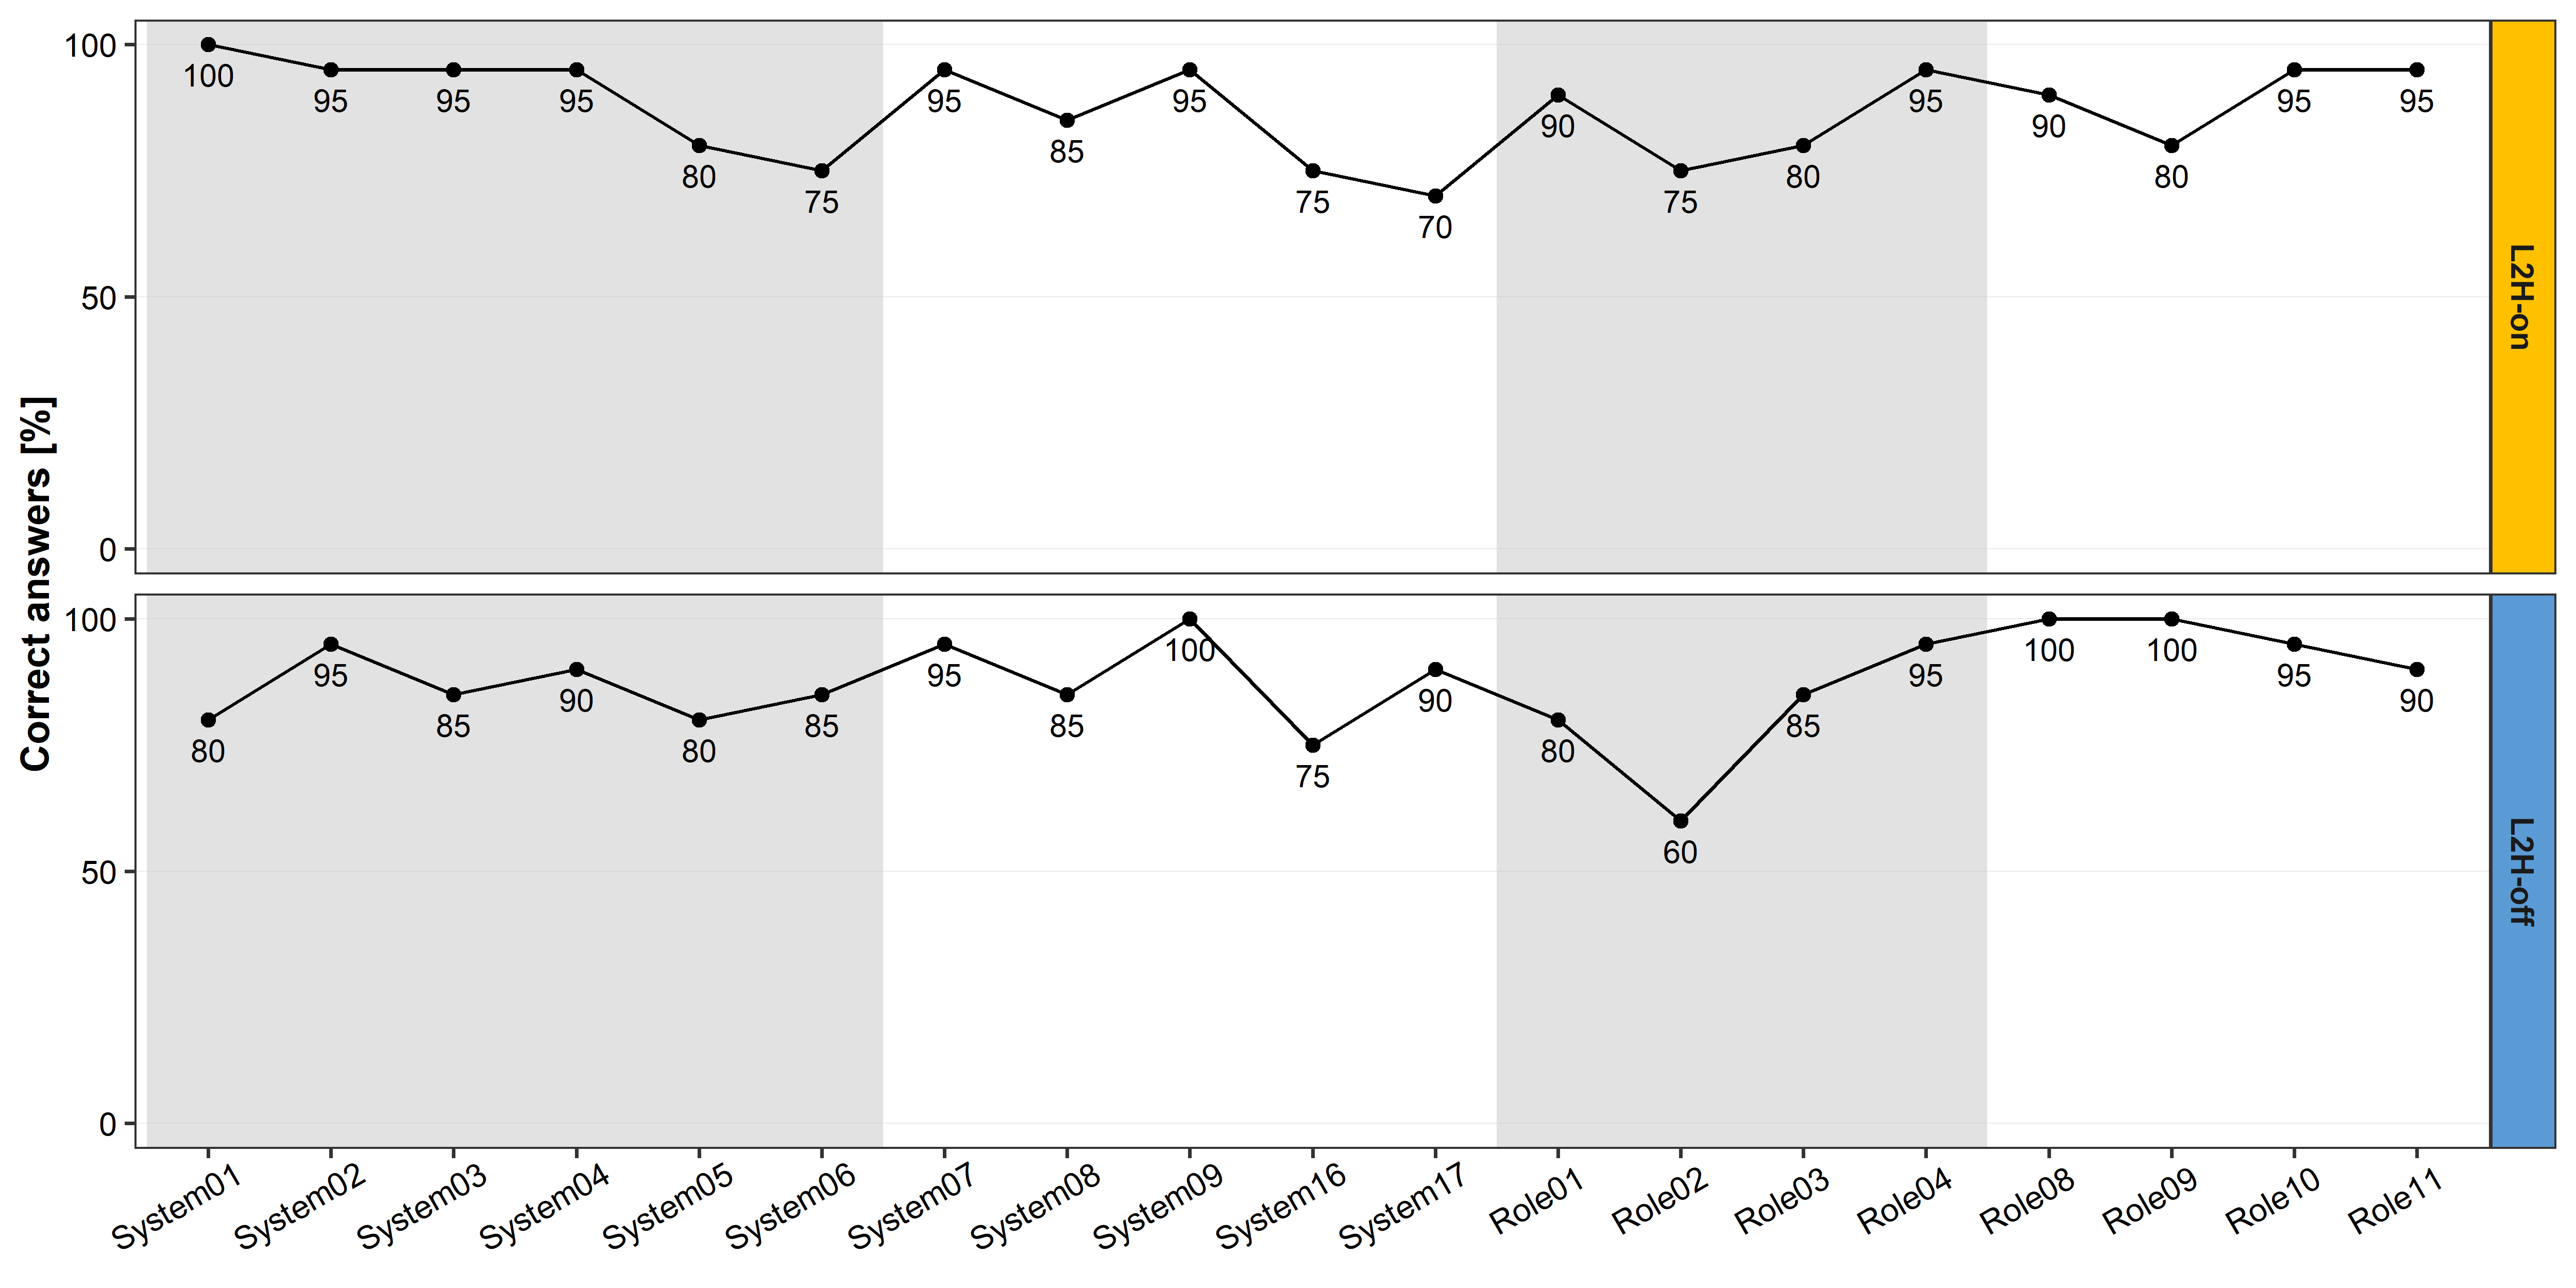 Correct answers [%]
100
50
0
100
95
95
95
80
75
95
85
95
75
70
90
75
80
95
90
80
95
95
L2H-on
100
50
0
80
95
85
90
80
85
95
85
100
75
90
80
60
85
95
100
100
95
90
L2H-off
System01
System02
System03
System04
System05
System06
System07
System08
System09
System16
System17
Role01
Role02
Role03
Role04
Role08
Role09
Role10
Role11